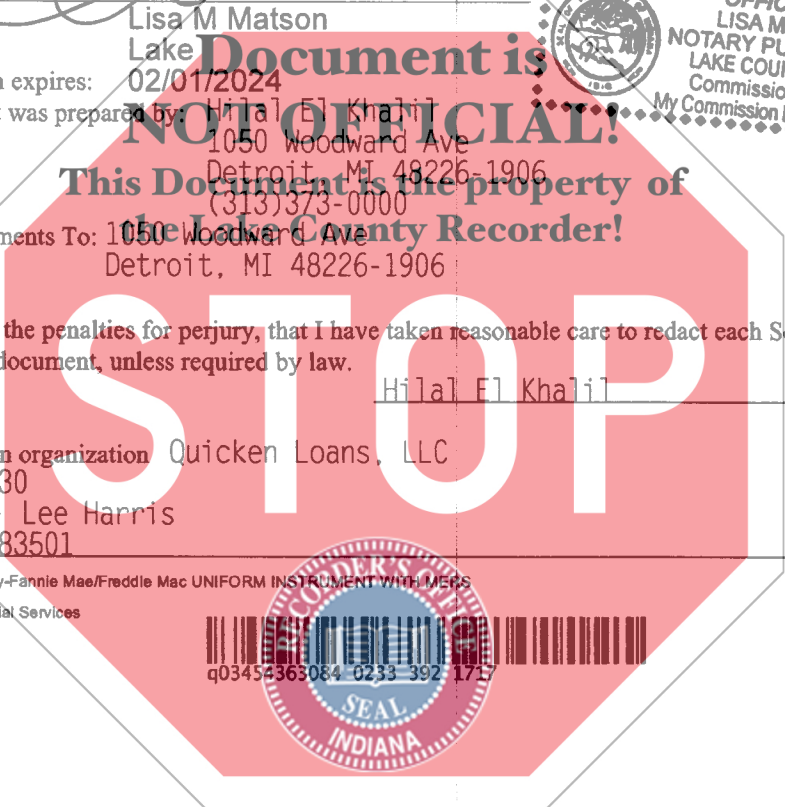 Lisa M Matson
Lake
expires: 02/01/2024
was prepared by: Hilal El Khalil
1050 Woodward Ave
Detroit, MI 48226-1906
(313)373-0000
To: 1050 Woodward Ave
Detroit, MI 48226-1906
LISA M
NOTARY PU
LAKE COU
Commissio
My Commission
Document is
NOT OFFICIAL!
This Document is the property of
the Lake County Recorder!
the penalties for perjury, that I have taken reasonable care to redact each S
document, unless required by law.
Hilal El Khalil
STOP
organization Quicken Loans, LLC
30
Lee Harris
83501
y-Fannie Mae/Freddie Mac UNIFORM INSTRUMENT WITH MERS
ial Services
q03454363084 0233 392 1717
RECORDER'S OFFICE
SEAL
INDIANA